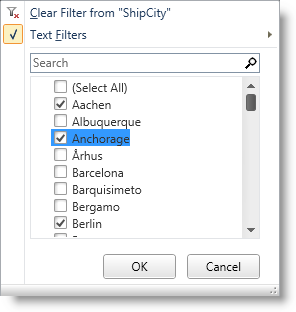 Clear Filter from "ShipCity"
Text Filters
Search
(Select All)
Aachen
Albuquerque
Anchorage
Århus
Barcelona
Barquisimeto
Bergamo
Berlin
OK
Cancel